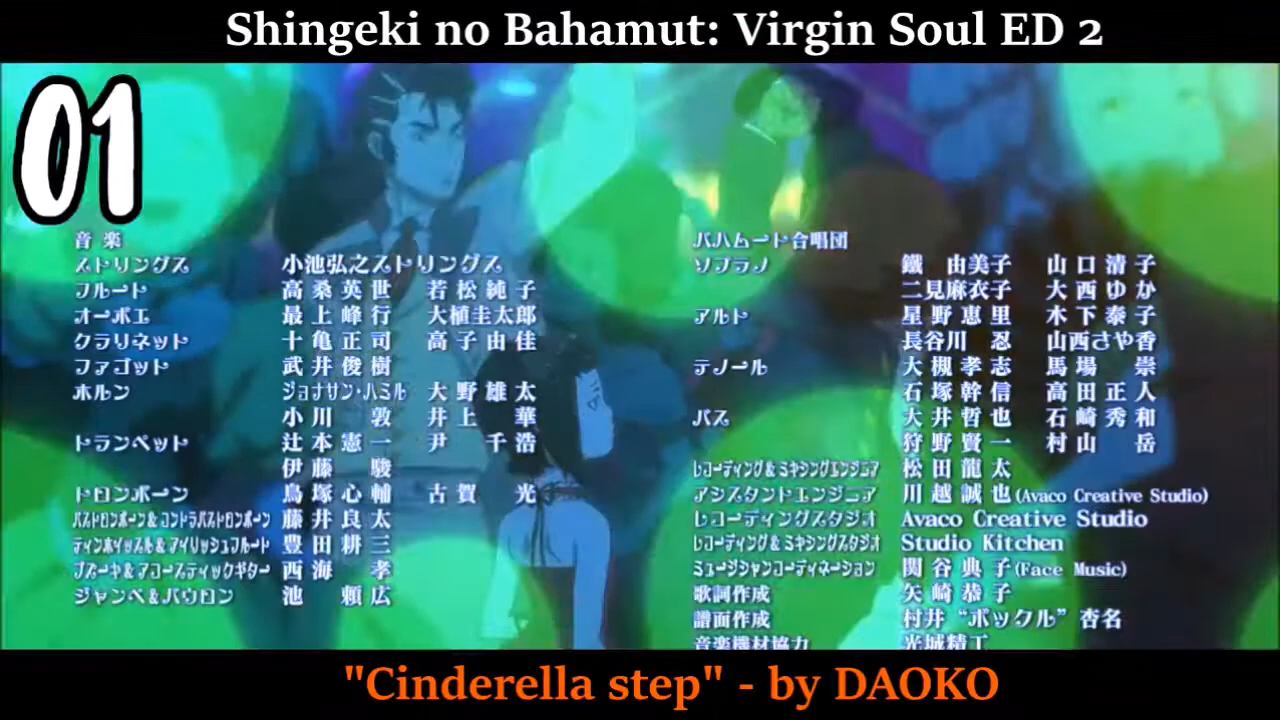 Shingeki no Bahamut: Virgin Soul ED 2
01
音楽
ストリングス 小池弘之ストリングス
フルート 高桑英世 若松純子
オーボエ 最上峰行 大植圭太郎
クラリネット 十亀正司 高子由佳
ファゴット 武井俊樹
ホルン ジョナサン・ハミル 大野雄太
小川 敦 井上 華
トランペット 辻本憲一 尹 千浩
伊藤 駿
トロンボーン 鳥塚心輔 古賀 光
バストロンボーン&コントラバストロンボーン 藤井良太
ティンホイッスル&アイリッシュフルート 豊田耕三
ブズーキ&アコースティックギター 西海 孝
ジャンベ&バウロン 池 頼広
バハムート合唱団
ソプラノ 鐵 由美子 山口清子
二見麻衣子 大西ゆか
アルト 星野恵里 木下泰子
長谷川 忍 山西さや香
テノール 大槻孝志 馬場 崇
石塚幹信 高田正人
バス 大井哲也 石崎秀和
狩野賢一 村山 岳
レコーディング&ミキシングエンジニア 松田龍太
アシスタントエンジニア 川越誠也(Avaco Creative Studio)
レコーディングスタジオ Avaco Creative Studio
レコーディング&ミキシングスタジオ Studio Kitchen
ミュージシャンコーディネーション 関谷典子(Face Music)
歌詞作成 矢崎恭子
譜面作成 村井“ボックル”杏名
音楽機材協力 光城精工
"Cinderella step" - by DAOKO